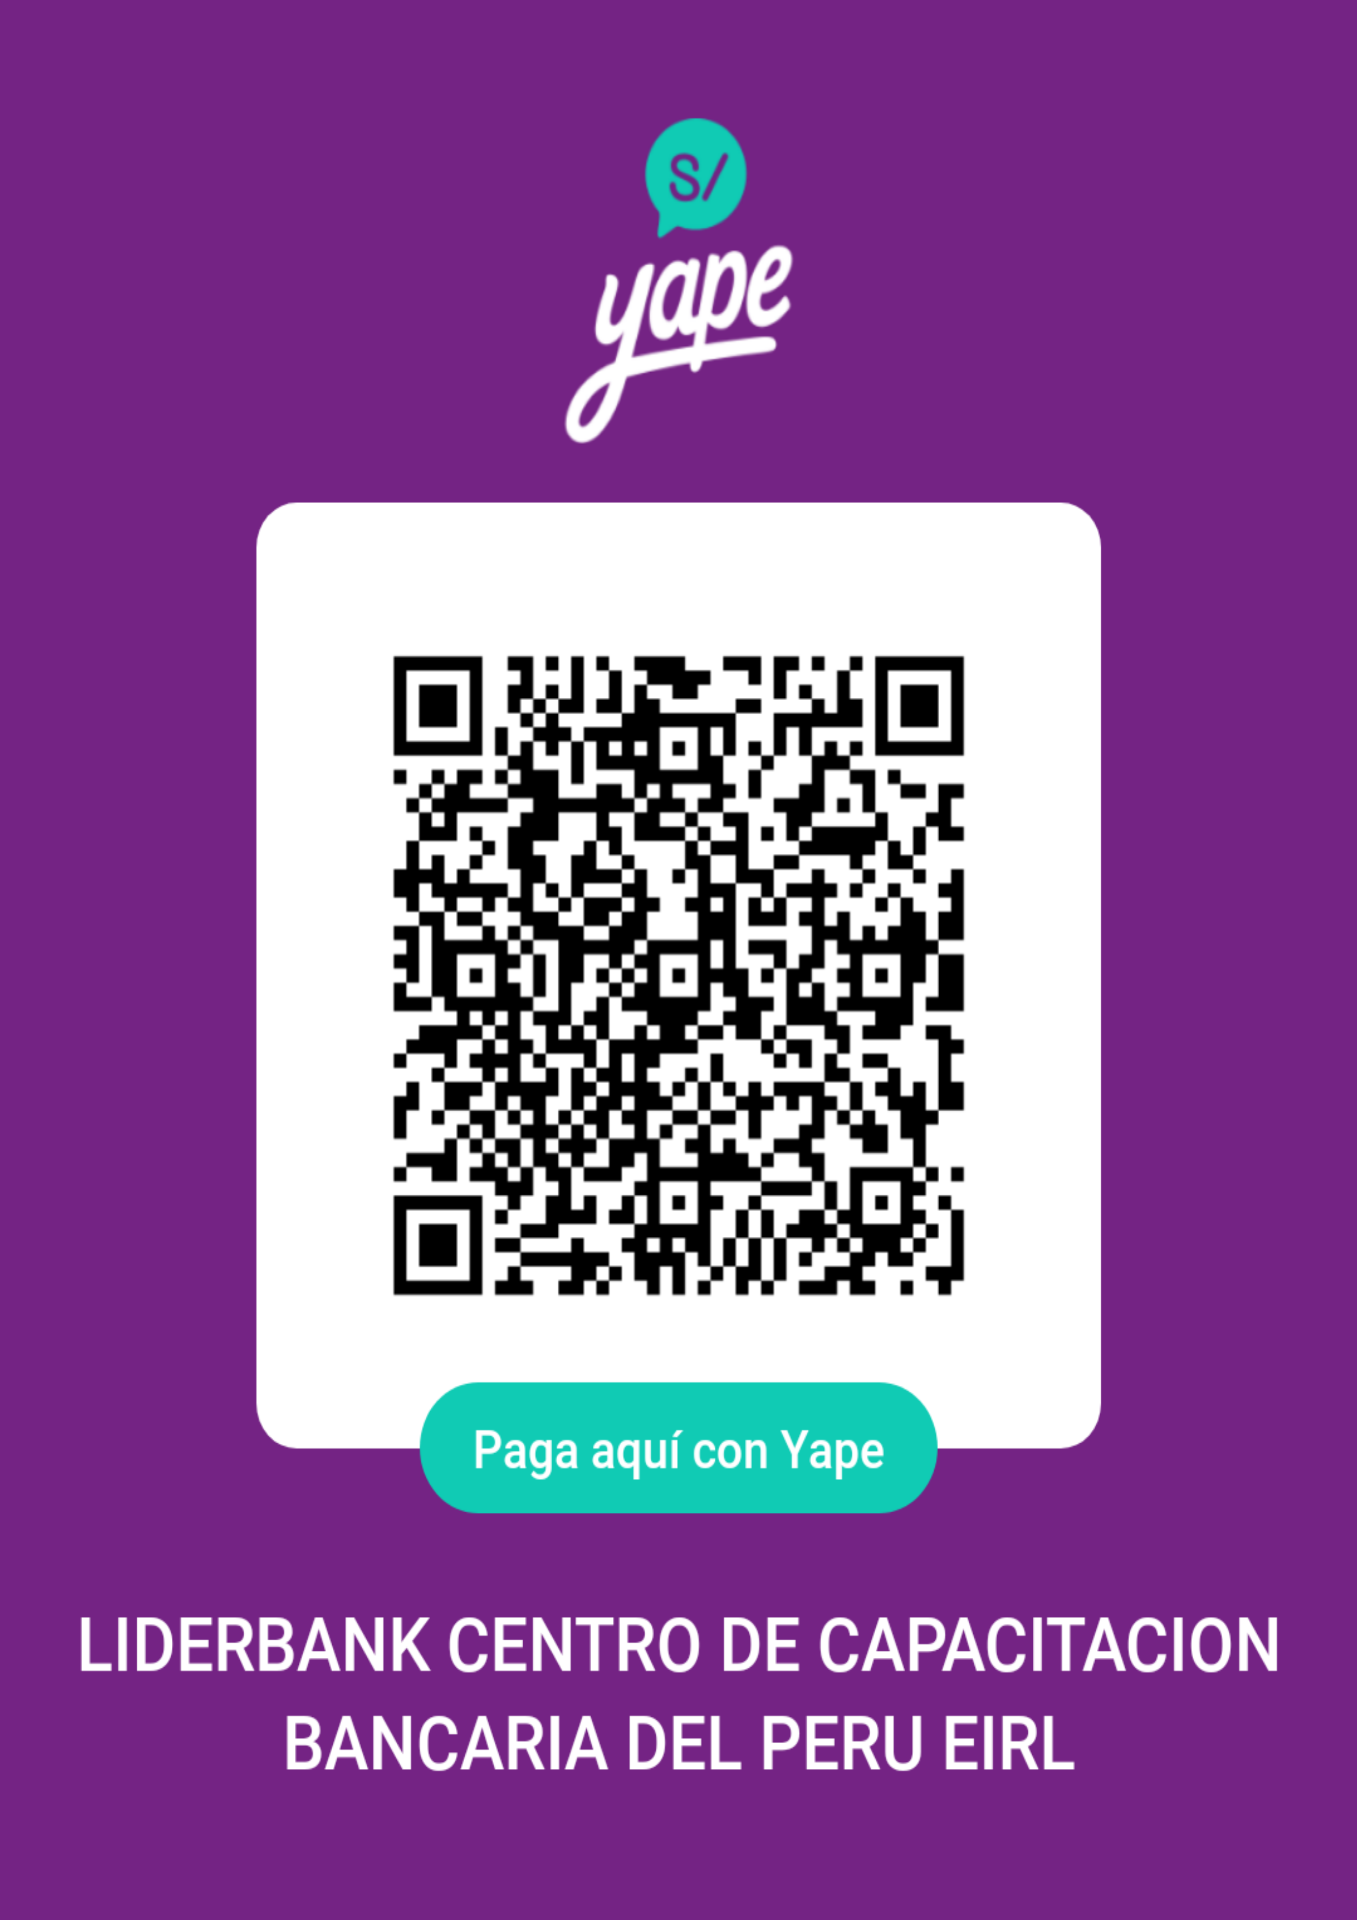 S/
yape
Paga aquí con Yape
LIDERBANK CENTRO DE CAPACITACION
BANCARIA DEL PERU EIRL